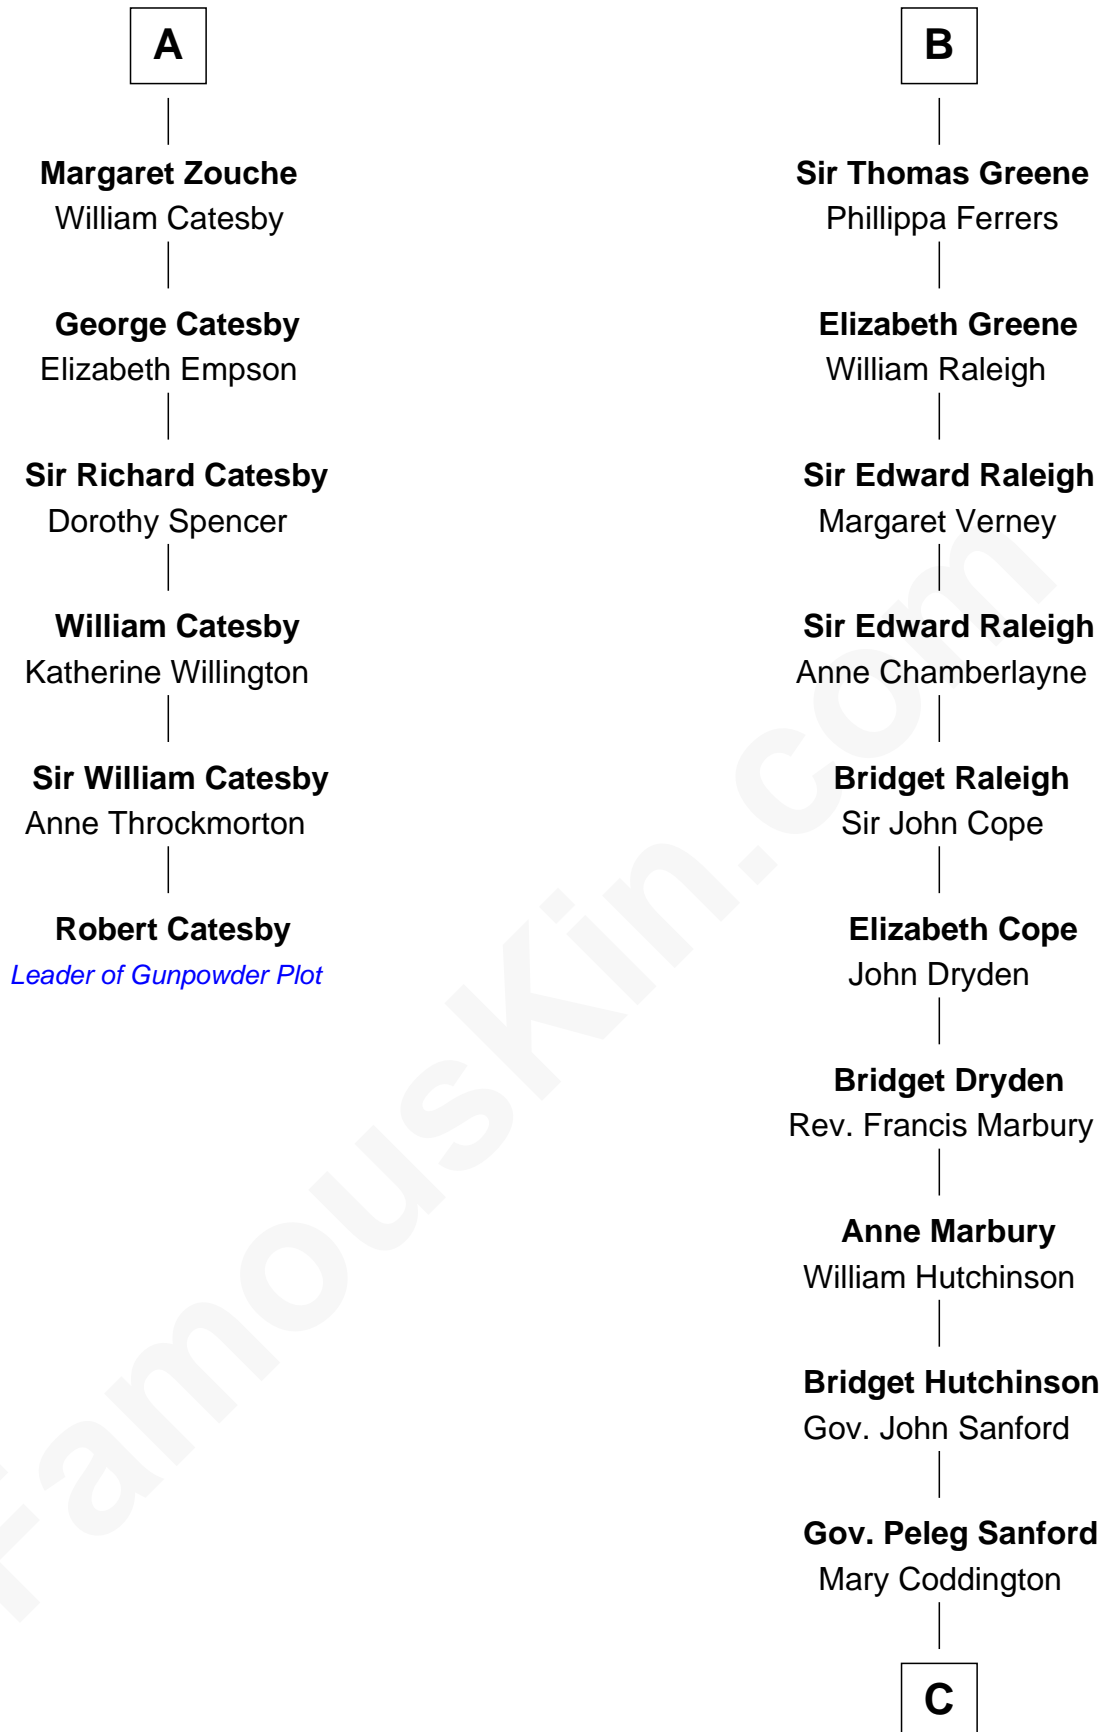 A
Margaret Zouche
William Catesby
George Catesby
Elizabeth Empson
Sir Richard Catesby
Dorothy Spencer
William Catesby
Katherine Willington
Sir William Catesby
Anne Throckmorton
Robert Catesby
Leader of Gunpowder Plot
B
Sir Thomas Greene
Phillippa Ferrers
Elizabeth Greene
William Raleigh
Sir Edward Raleigh
Margaret Verney
Sir Edward Raleigh
Anne Chamberlayne
Bridget Raleigh
Sir John Cope
Elizabeth Cope
John Dryden
Bridget Dryden
Rev. Francis Marbury
Anne Marbury
William Hutchinson
Bridget Hutchinson
Gov. John Sanford
Gov. Peleg Sanford
Mary Coddington
C
FamousKin.com